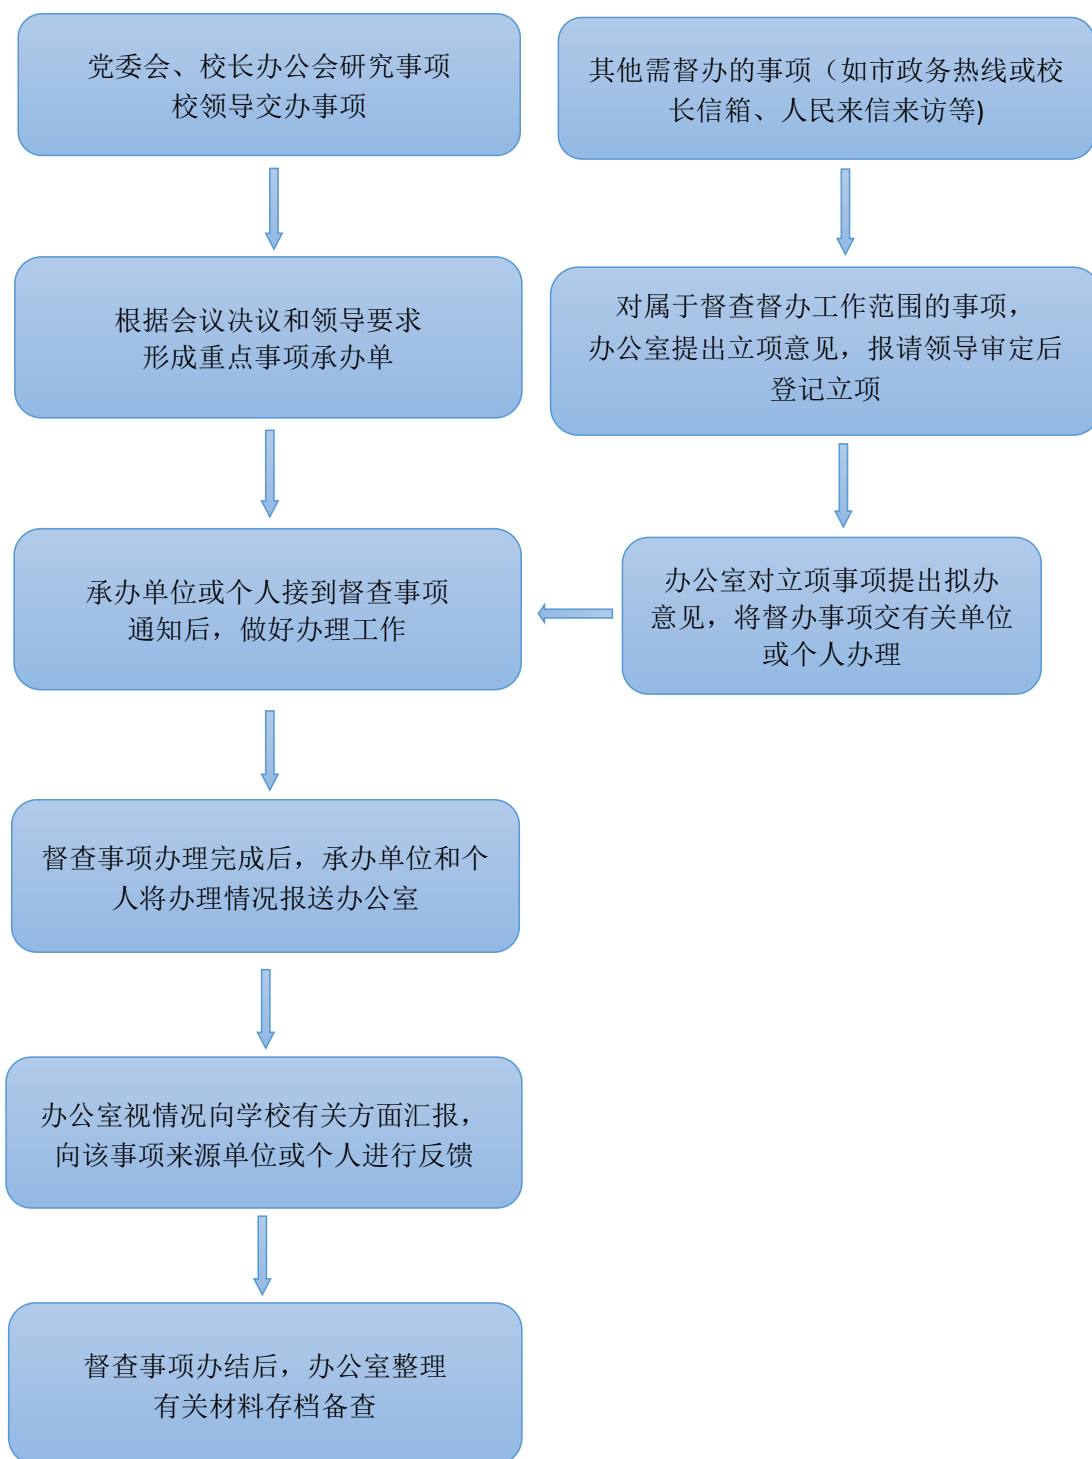 党委会、校长办公会研究事项
校领导交办事项
其他需督办的事项（如市政务热线或校
长信箱、人民来信来访等)
根据会议决议和领导要求
形成重点事项承办单
对属于督查督办工作范围的事项，
办公室提出立项意见，报请领导审定后
登记立项
承办单位或个人接到督查事项
通知后，做好办理工作
办公室对立项事项提出拟办
意见，将督办事项交有关单位
或个人办理
督查事项办理完成后，承办单位和个
人将办理情况报送办公室
办公室视情况向学校有关方面汇报，
向该事项来源单位或个人进行反馈
督查事项办结后，办公室整理
有关材料存档备查